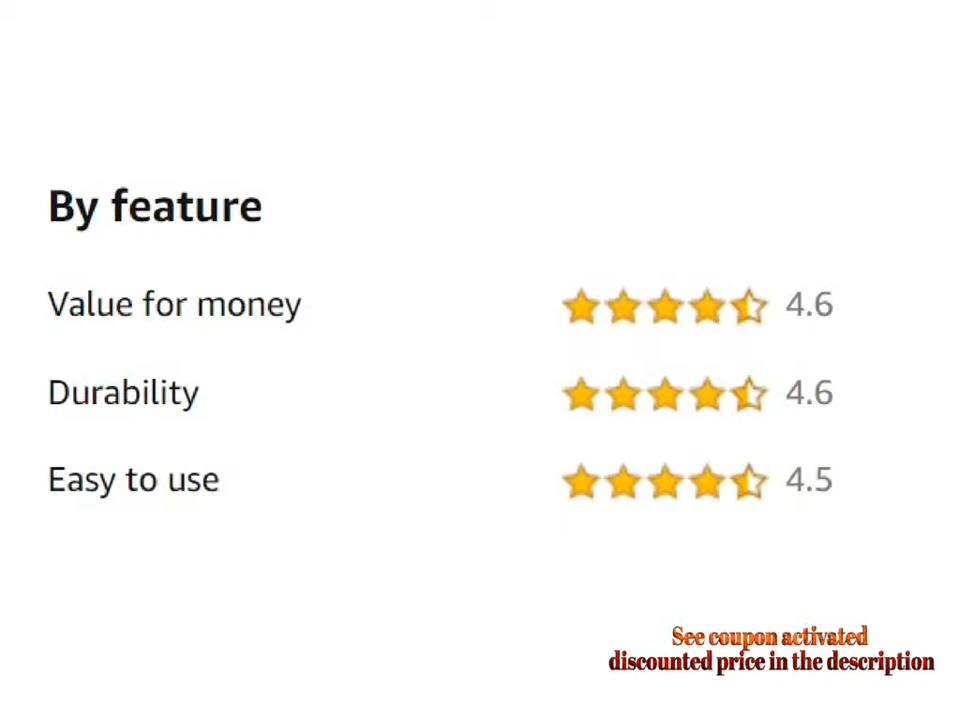 By feature
Value for money 4.6
Durability 4.6
Easy to use 4.5
See coupon activated
discounted price in the description